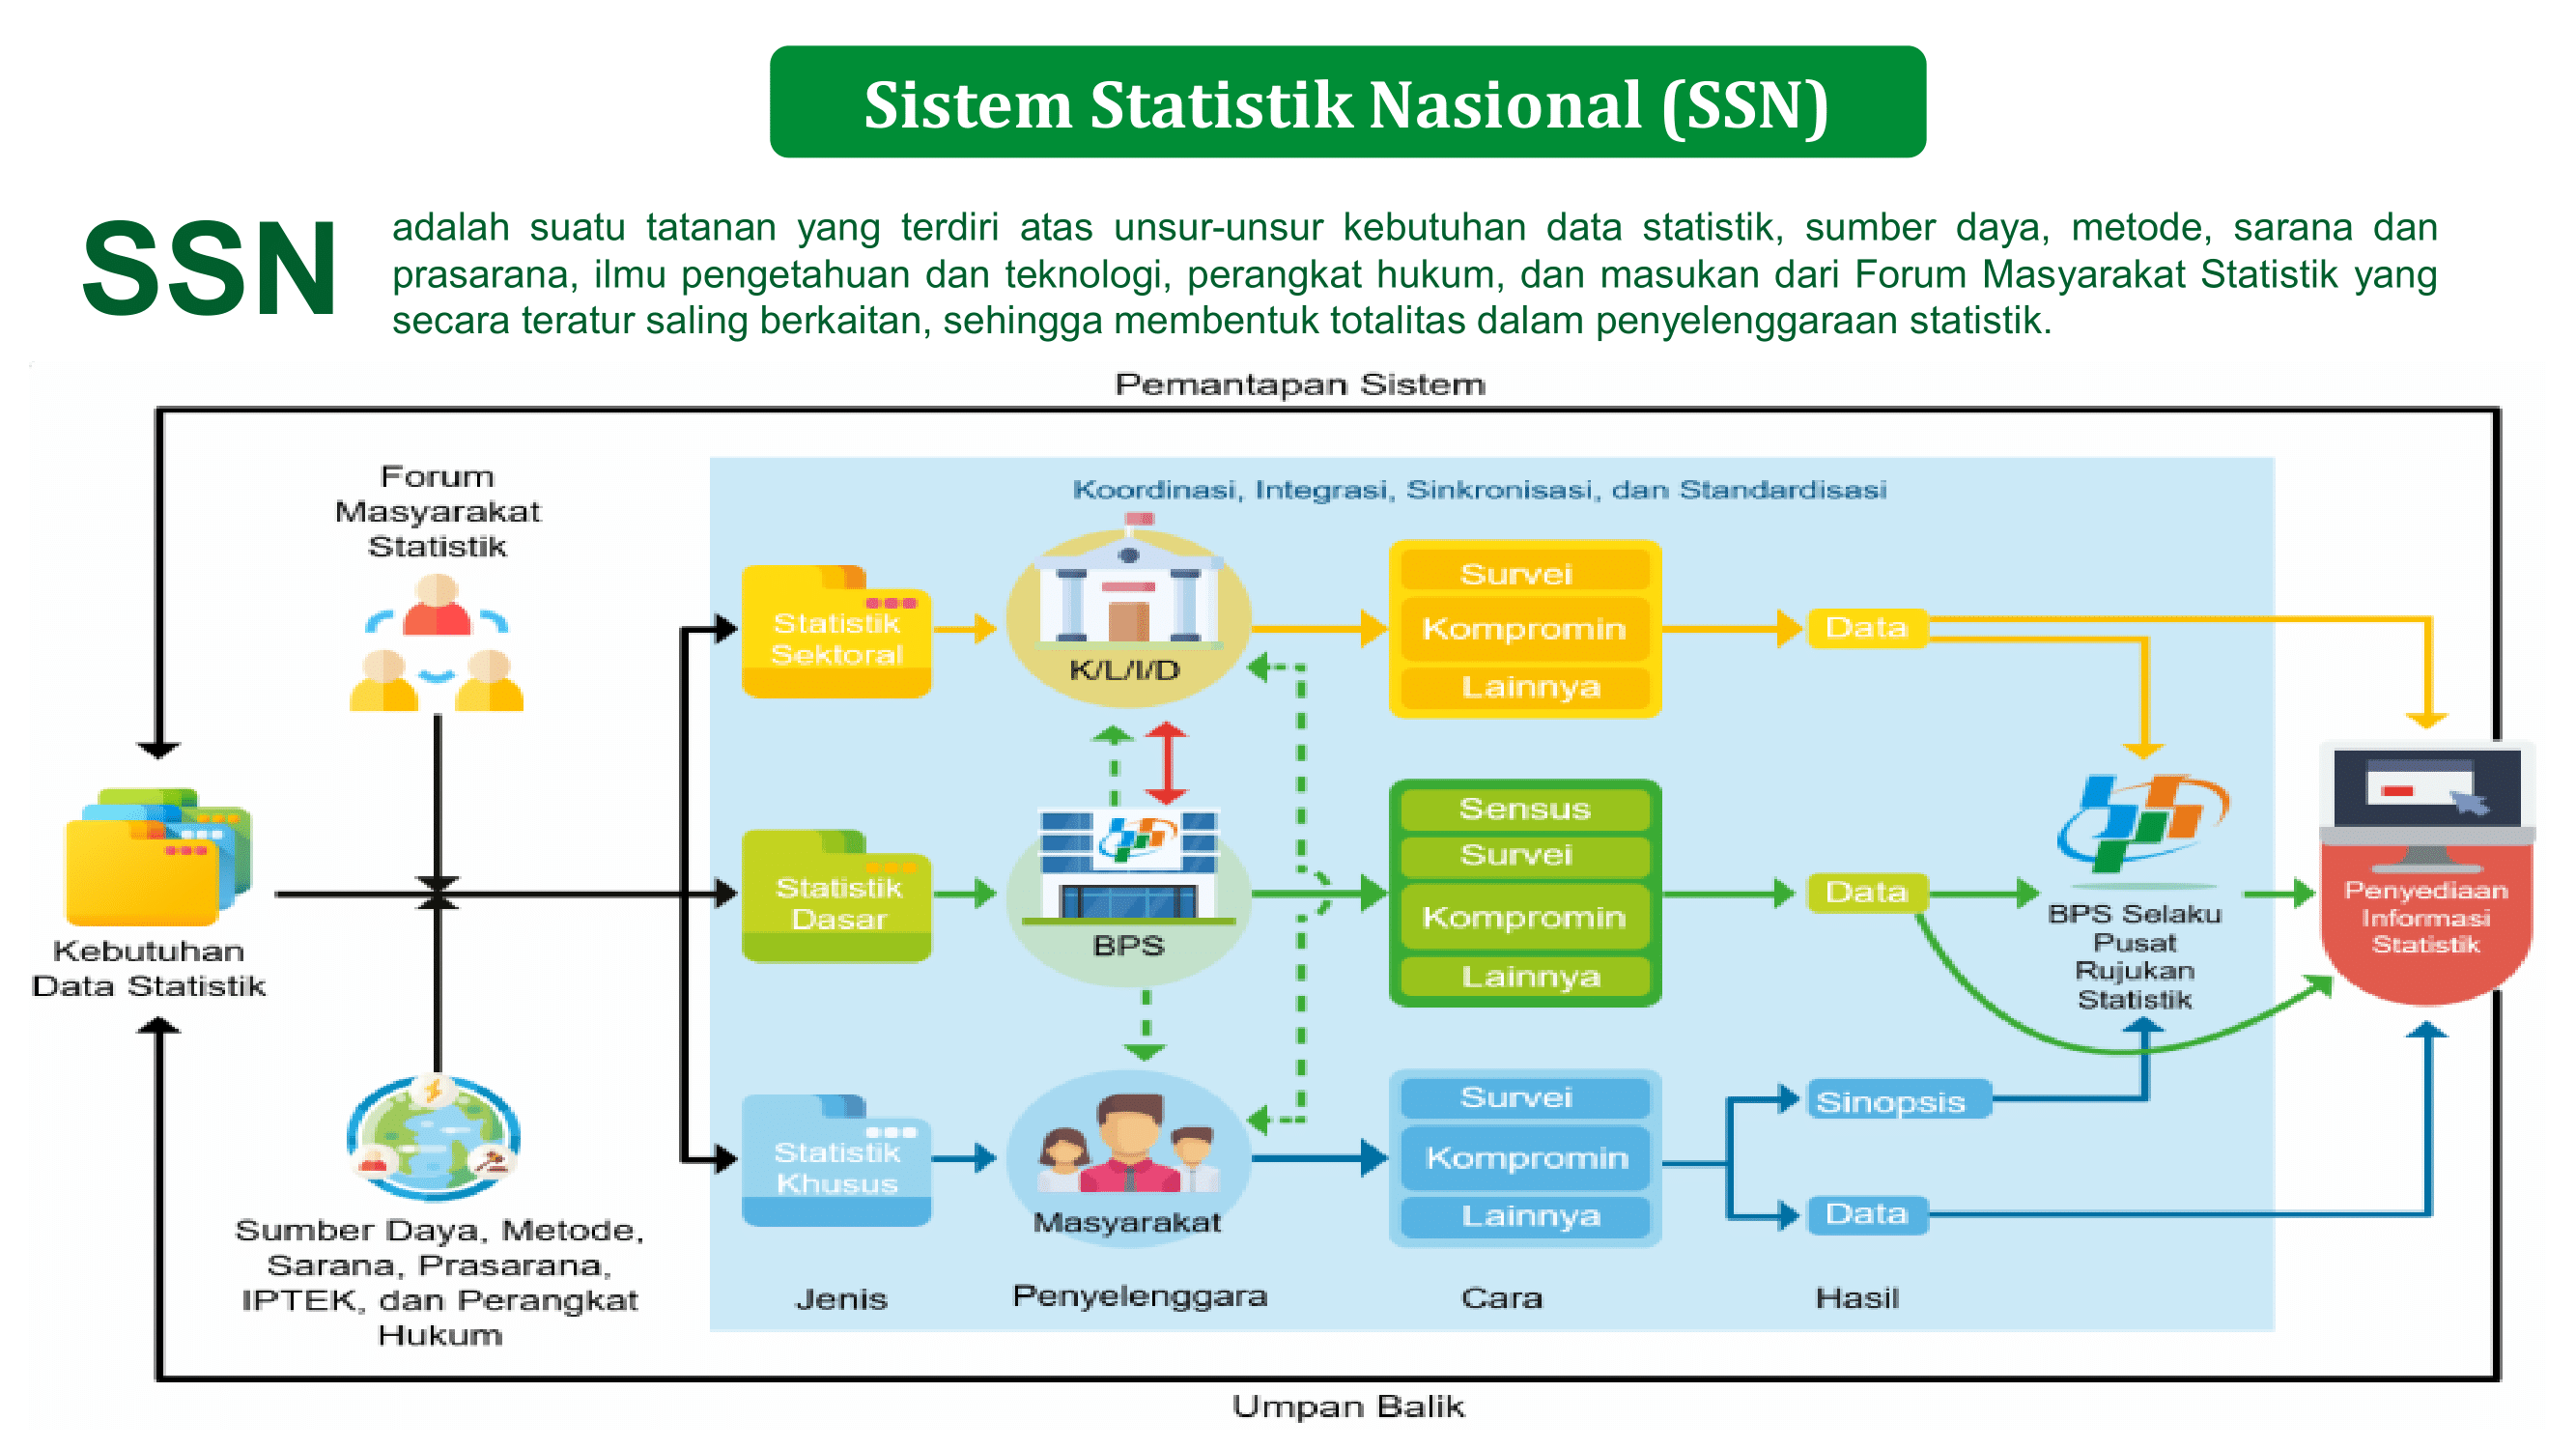 Sistem Statistik Nasional (SSN)
SSN
adalah suatu tatanan yang terdiri atas unsur-unsur kebutuhan data statistik, sumber daya, metode, sarana dan
prasarana, ilmu pengetahuan dan teknologi, perangkat hukum, dan masukan dari Forum Masyarakat Statistik yang
secara teratur saling berkaitan, sehingga membentuk totalitas dalam penyelenggaraan statistik.
Pemantapan Sistem
Forum
Masyarakat
Statistik
Kebutuhan
Data Statistik
Sumber Daya, Metode,
Sarana, Prasarana,
IPTEK, dan Perangkat
Hukum
Koordinasi, Integrasi, Sinkronisasi, dan Standardisasi
Statistik
Sektoral
K/L/I/D
Survei
Kompromin
Lainnya
Data
Statistik
Dasar
BPS
Sensus
Survei
Kompromin
Lainnya
Data
BPS Selaku
Pusat
Rujukan
Statistik
Penyediaan
Informasi
Statistik
Statistik
Khusus
Masyarakat
Survei
Kompromin
Lainnya
Sinopsis
Data
Jenis
Penyelenggara
Cara
Hasil
Umpan Balik